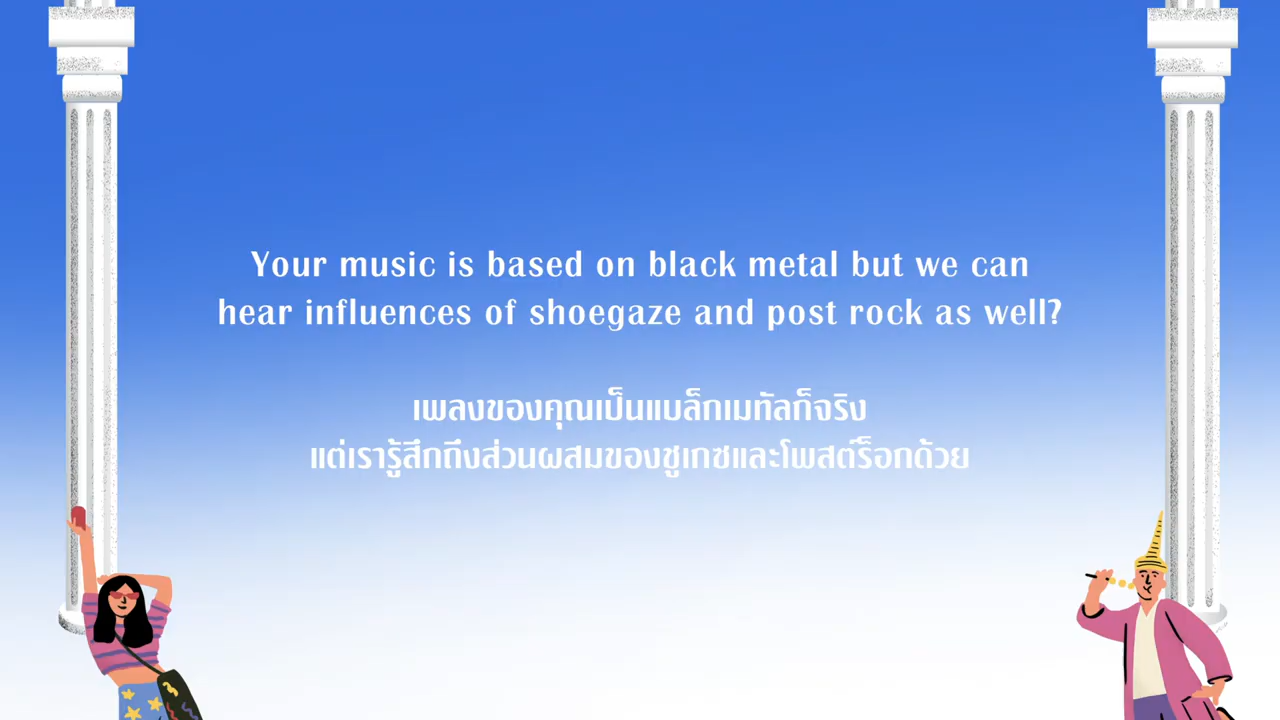 Your music is based on black metal but we can
hear influences of shoegaze and post rock as well?
เพลงของคุณเป็นแบล็กเมทัลก็จริง
แต่เรารู้สึกถึงส่วนผสมของชูเกซและโพสต์ร็อกด้วย